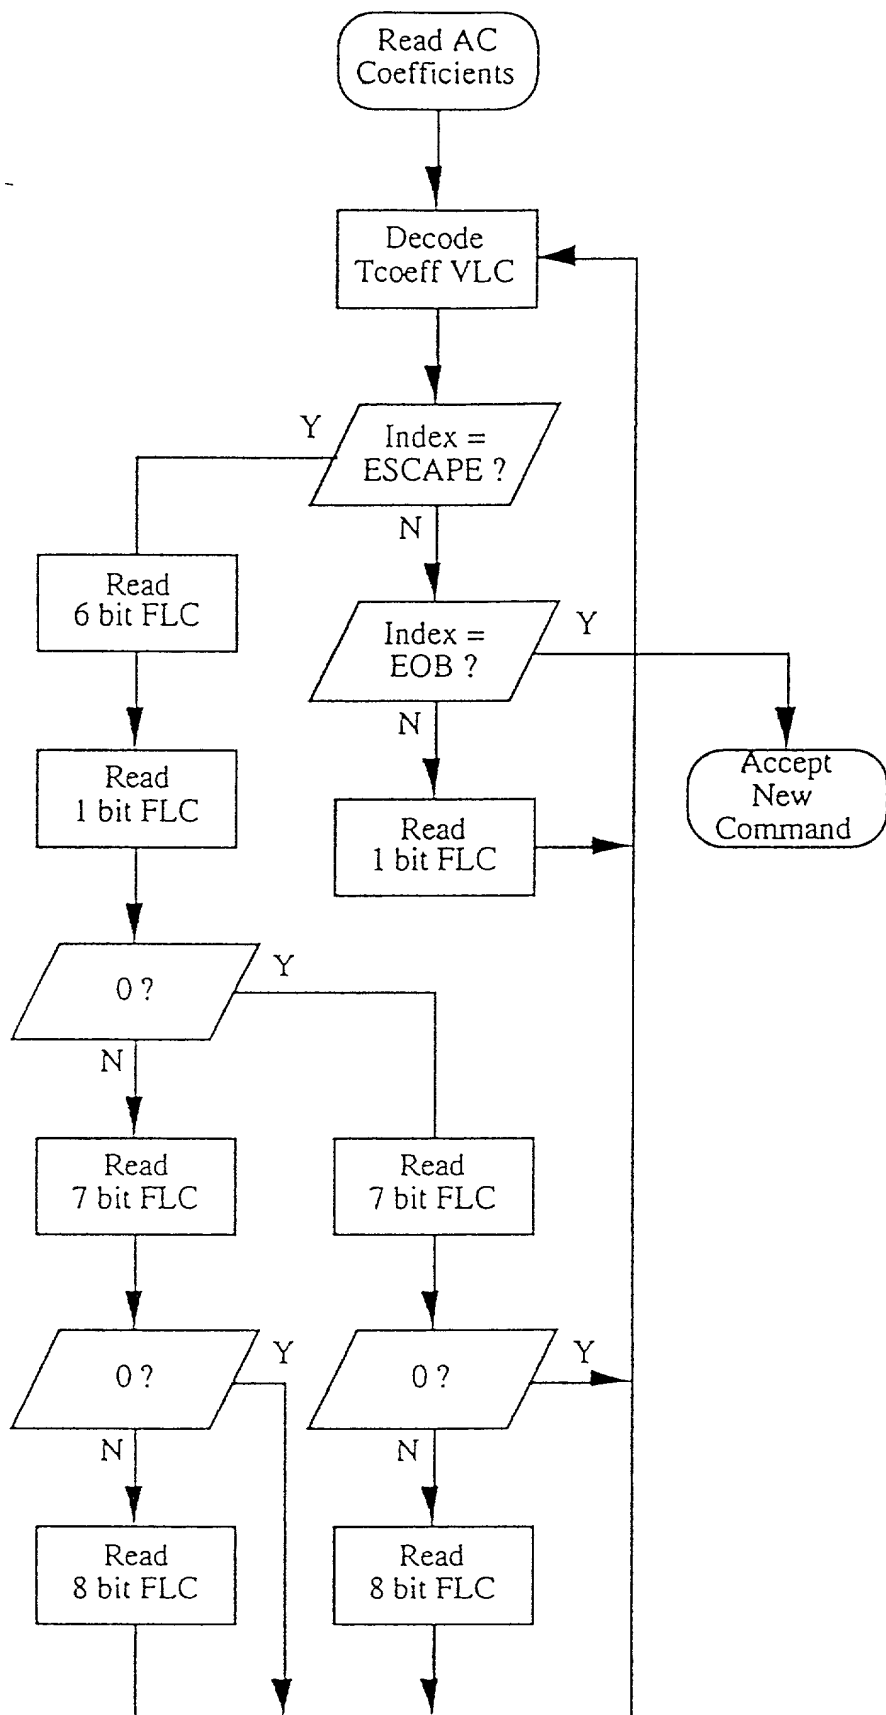 Read AC
Coefficients
Decode
Tcoeff VLC
Y
Index =
ESCAPE ?
N
Read
6 bit FLC
Index =
EOB ?
Y
N
Read
1 bit FLC
Read
1 bit FLC
Accept
New
Command
0 ?
Y
N
Read
7 bit FLC
Read
7 bit FLC
0 ?
Y
0 ?
Y
N
N
Read
8 bit FLC
Read
8 bit FLC